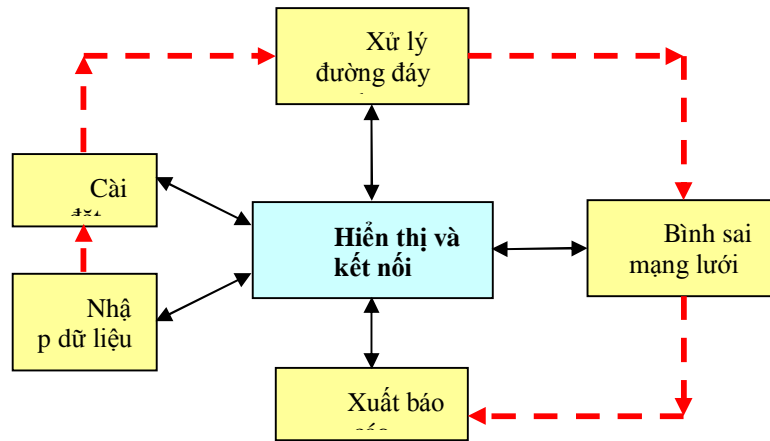 Xử lý
đường đáy
Cài
Hiển thị và
kết nối
Bình sai
mạng lưới
Nhậ
p dữ liệu
Xuất báo